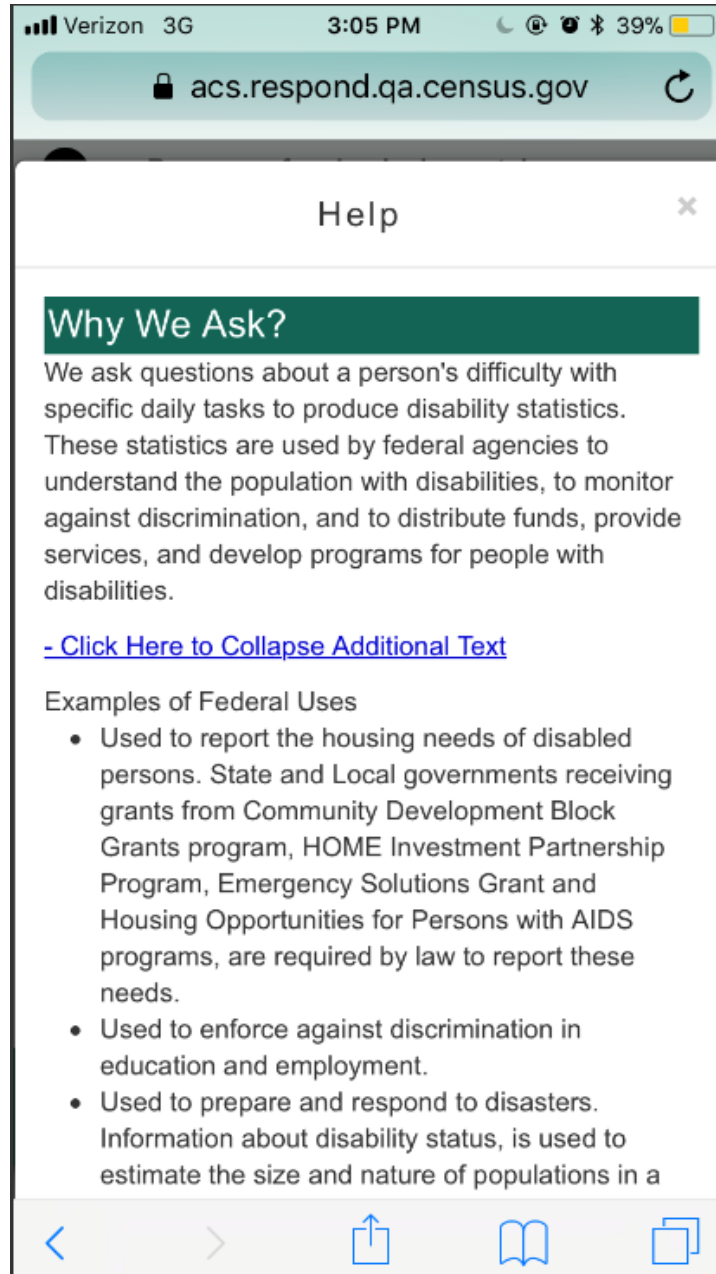 Verizon 3G 3:05 PM 39%
acs.respond.qa.census.gov
Help ×
Why We Ask?
We ask questions about a person's difficulty with
specific daily tasks to produce disability statistics.
These statistics are used by federal agencies to
understand the population with disabilities, to monitor
against discrimination, and to distribute funds, provide
services, and develop programs for people with
disabilities.
- Click Here to Collapse Additional Text
Examples of Federal Uses
• Used to report the housing needs of disabled
persons. State and Local governments receiving
grants from Community Development Block
Grants program, HOME Investment Partnership
Program, Emergency Solutions Grant and
Housing Opportunities for Persons with AIDS
programs, are required by law to report these
needs.
• Used to enforce against discrimination in
education and employment.
• Used to prepare and respond to disasters.
Information about disability status, is used to
estimate the size and nature of populations in a